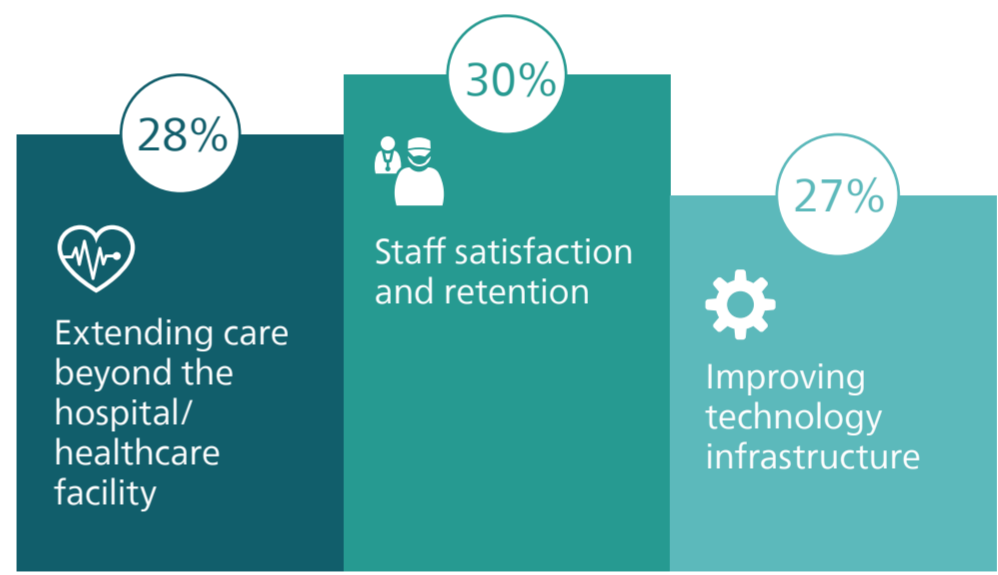 28%
Extending care
beyond the
hospital/
healthcare
facility
30%
Staff satisfaction
and retention
27%
Improving
technology
infrastructure